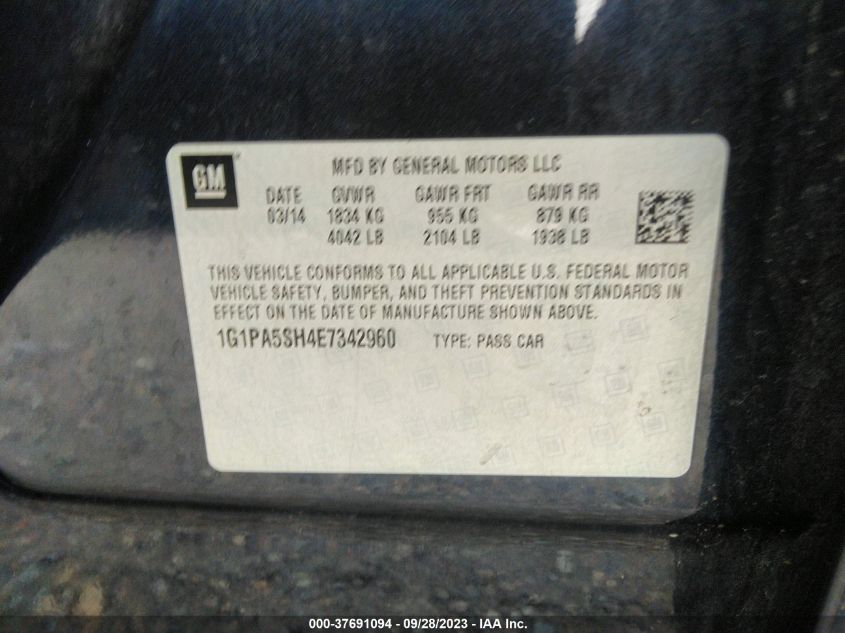 GM
MFD BY GENERAL MOTORS LLC
DATE GVWR GAWR FRT GAWR RR
03/14 1834 KG 955 KG 879 KG
4042 LB 2104 LB 1938 LB
THIS VEHICLE CONFORMS TO ALL APPLICABLE U.S. FEDERAL MOTOR
VEHICLE SAFETY, BUMPER, AND THEFT PREVENTION STANDARDS IN
EFFECT ON THE DATE OF MANUFACTURE SHOWN ABOVE.
1G1PA5SH4E7342960 TYPE: PASS CAR
000-37691094 - 09/28/2023 - IAA Inc.